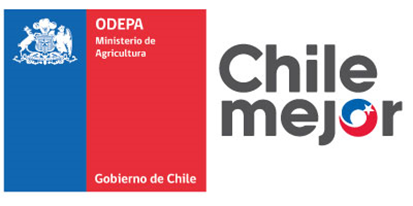 ODEPA
Ministerio de
Agricultura
Gobierno de Chile
Chile
mejor